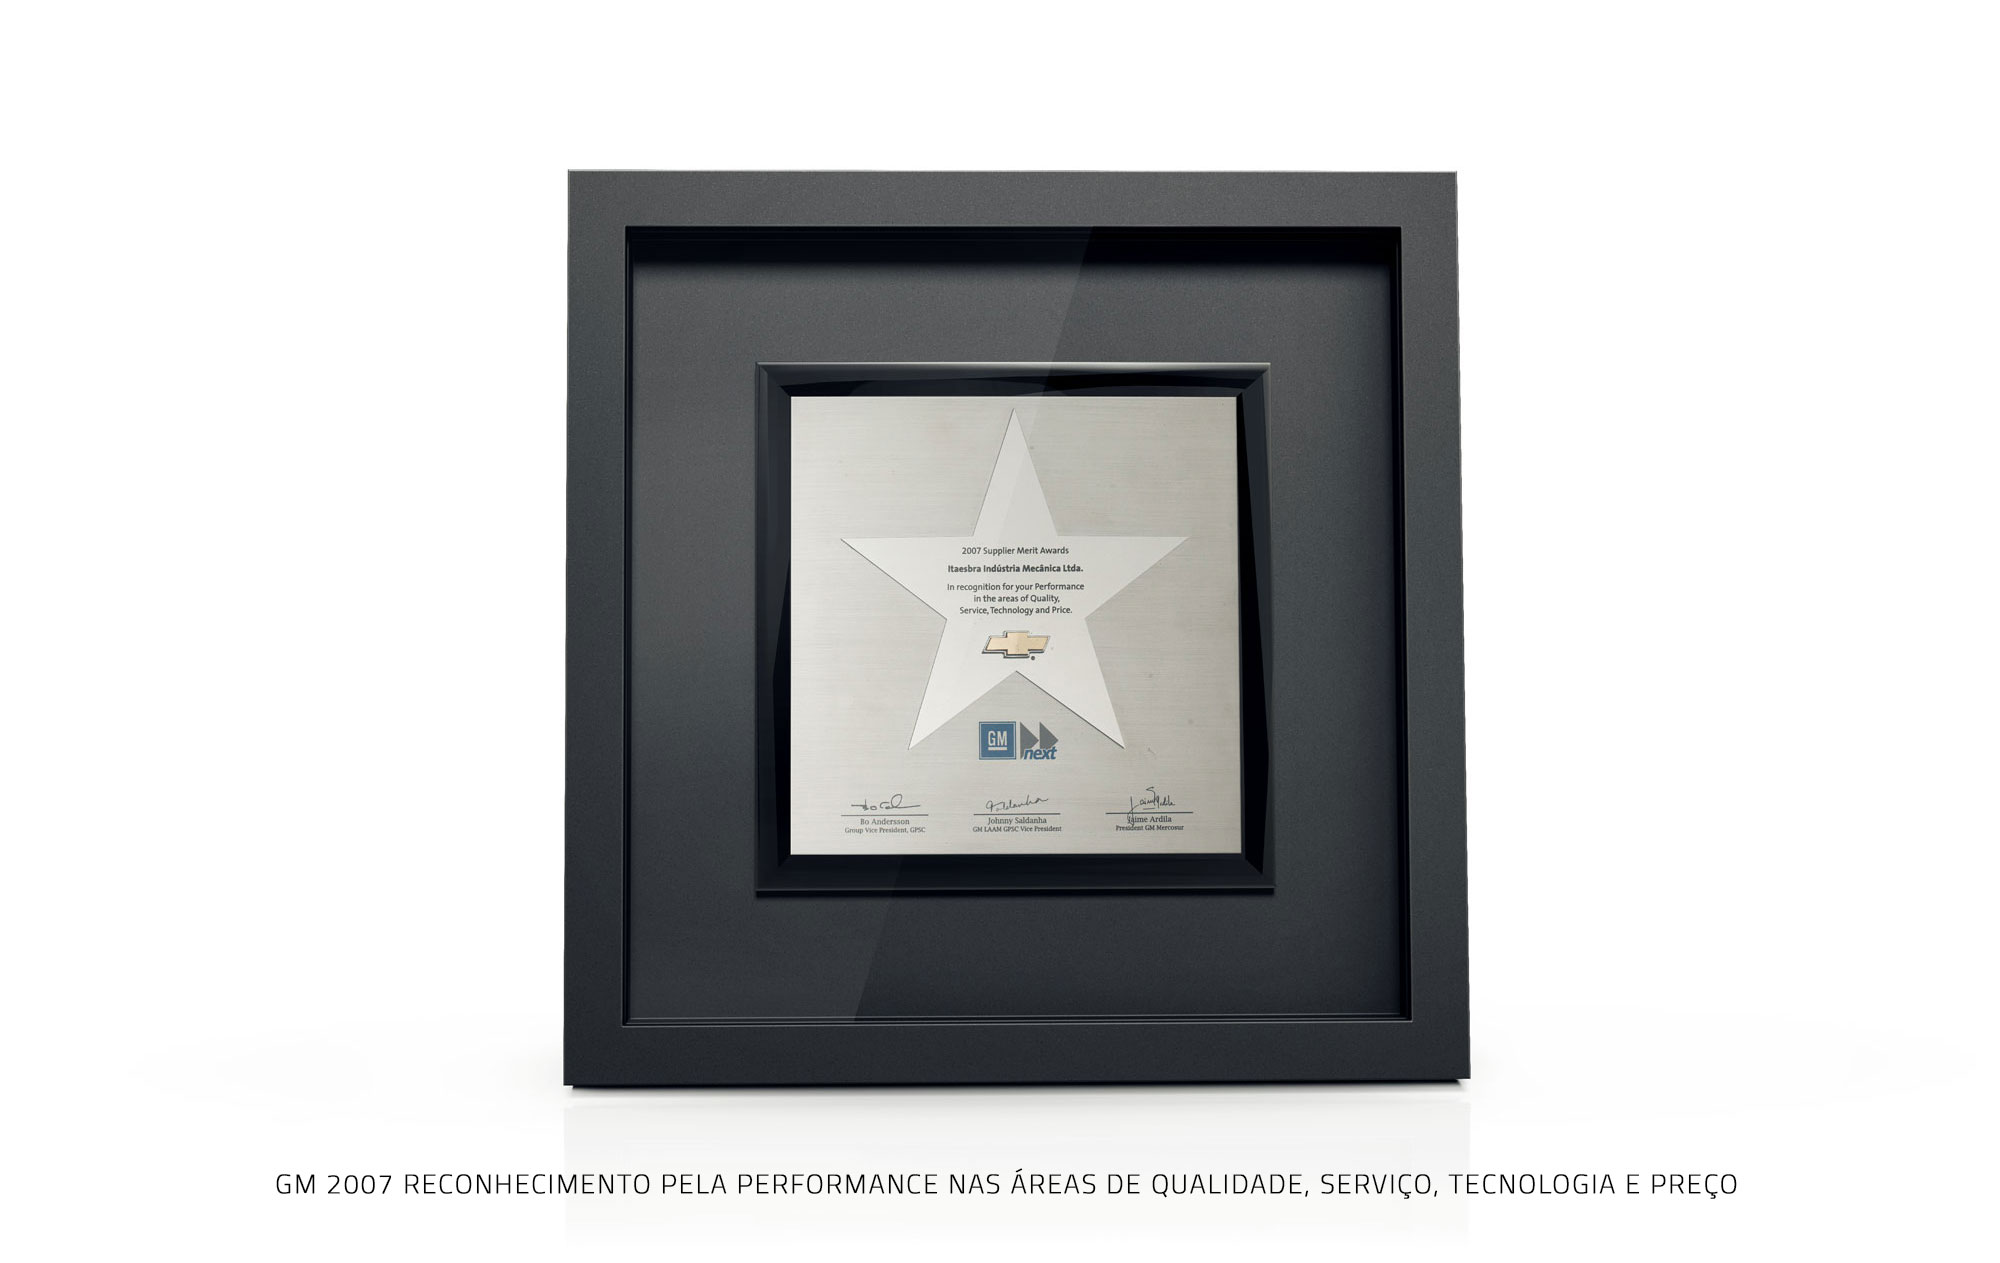 2007 Supplier Merit Awards
Itaesbra Indústria Mecânica Ltda.
In recognition for your Performance
in the areas of Quality,
Service, Technology and Price.
GM
next
Bo Andersson
Group Vice President, GPSC
Johnny Saldanha
GM LAAM GPSC Vice President
Jaime Ardila
President GM Mercosur
GM 2007 RECONHECIMENTO PELA PERFORMANCE NAS ÁREAS DE QUALIDADE, SERVIÇO, TECNOLOGIA E PREÇO